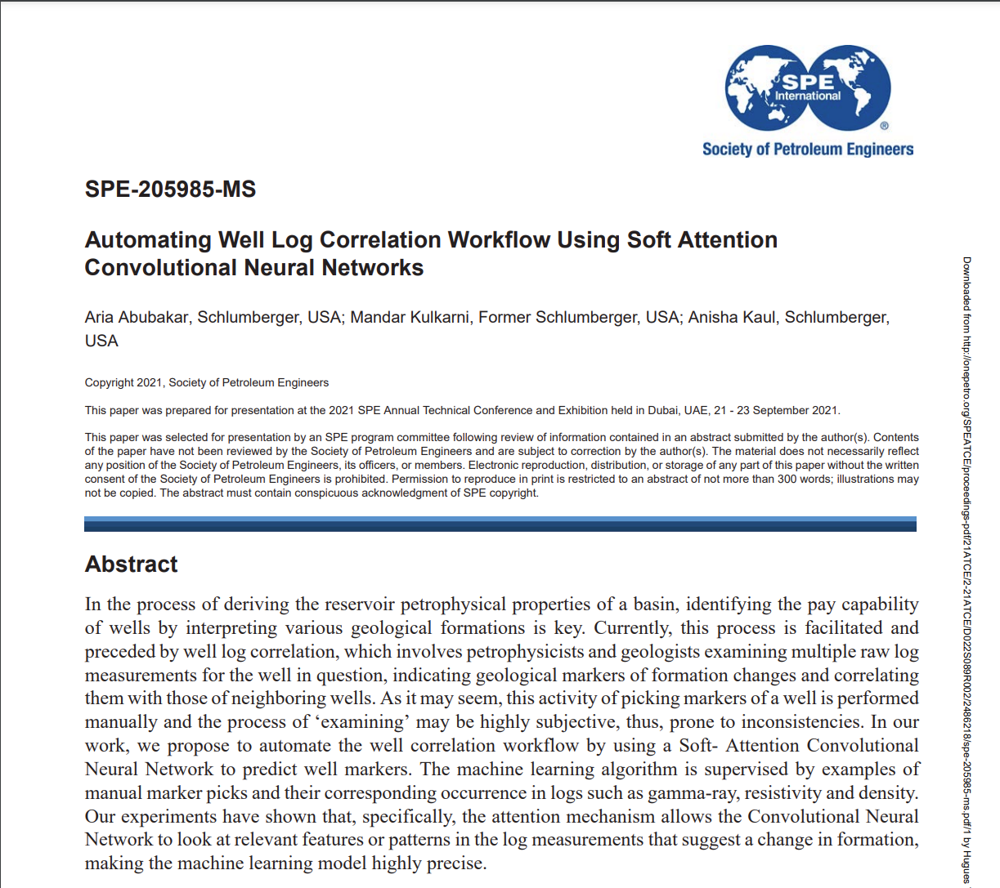 SPE
International
®
Society of Petroleum Engineers
SPE-205985-MS
Automating Well Log Correlation Workflow Using Soft Attention
Convolutional Neural Networks
Aria Abubakar, Schlumberger, USA; Mandar Kulkarni, Former Schlumberger, USA; Anisha Kaul, Schlumberger,
USA
Copyright 2021, Society of Petroleum Engineers
This paper was prepared for presentation at the 2021 SPE Annual Technical Conference and Exhibition held in Dubai, UAE, 21 - 23 September 2021.
This paper was selected for presentation by an SPE program committee following review of information contained in an abstract submitted by the author(s). Contents
of the paper have not been reviewed by the Society of Petroleum Engineers and are subject to correction by the author(s). The material does not necessarily reflect
any position of the Society of Petroleum Engineers, its officers, or members. Electronic reproduction, distribution, or storage of any part of this paper without the written
consent of the Society of Petroleum Engineers is prohibited. Permission to reproduce in print is restricted to an abstract of not more than 300 words; illustrations may
not be copied. The abstract must contain conspicuous acknowledgment of SPE copyright.
Abstract
In the process of deriving the reservoir petrophysical properties of a basin, identifying the pay capability
of wells by interpreting various geological formations is key. Currently, this process is facilitated and
preceded by well log correlation, which involves petrophysicists and geologists examining multiple raw log
measurements for the well in question, indicating geological markers of formation changes and correlating
them with those of neighboring wells. As it may seem, this activity of picking markers of a well is performed
manually and the process of ‘examining’ may be highly subjective, thus, prone to inconsistencies. In our
work, we propose to automate the well correlation workflow by using a Soft- Attention Convolutional
Neural Network to predict well markers. The machine learning algorithm is supervised by examples of
manual marker picks and their corresponding occurrence in logs such as gamma-ray, resistivity and density.
Our experiments have shown that, specifically, the attention mechanism allows the Convolutional Neural
Network to look at relevant features or patterns in the log measurements that suggest a change in formation,
making the machine learning model highly precise.
Downloaded from http://onepetro.org/SPEATCE/proceedings-pdf/21ATCE/2-21ATCE/D022S089R002/2486218/spe-205985-ms.pdf/1 by Hugues